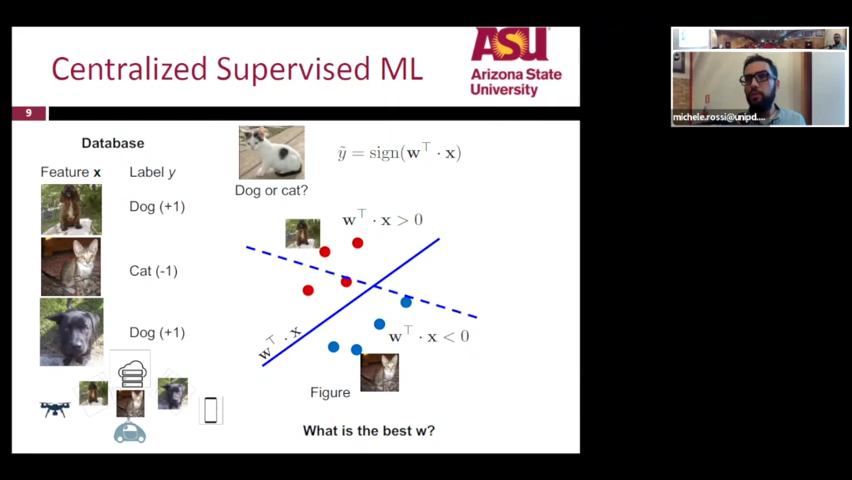 Centralized Supervised ML
ASU
Arizona State
University
9
Database
Feature x
Label y
Dog (+1)
Cat (-1)
Dog (+1)
Dog or cat?
ỹ = sign(w⊤ · x)
w⊤ · x > 0
w⊤ · x
w⊤ · x < 0
Figure
What is the best w?
michele.rossi@unipd....